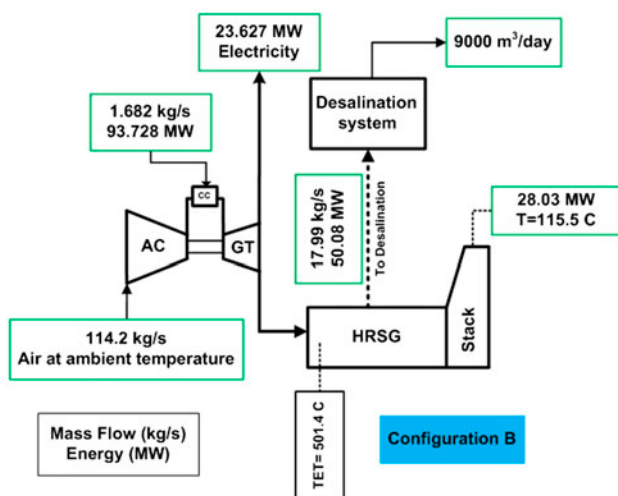 23.627 MW
Electricity
9000 m³/day
Desalination
system
1.682 kg/s
93.728 MW
CC
AC
GT
17.99 kg/s
50.08 MW
To Desalination
28.03 MW
T=115.5 C
114.2 kg/s
Air at ambient temperature
HRSG
Stack
TET= 501.4 C
Mass Flow (kg/s)
Energy (MW)
Configuration B